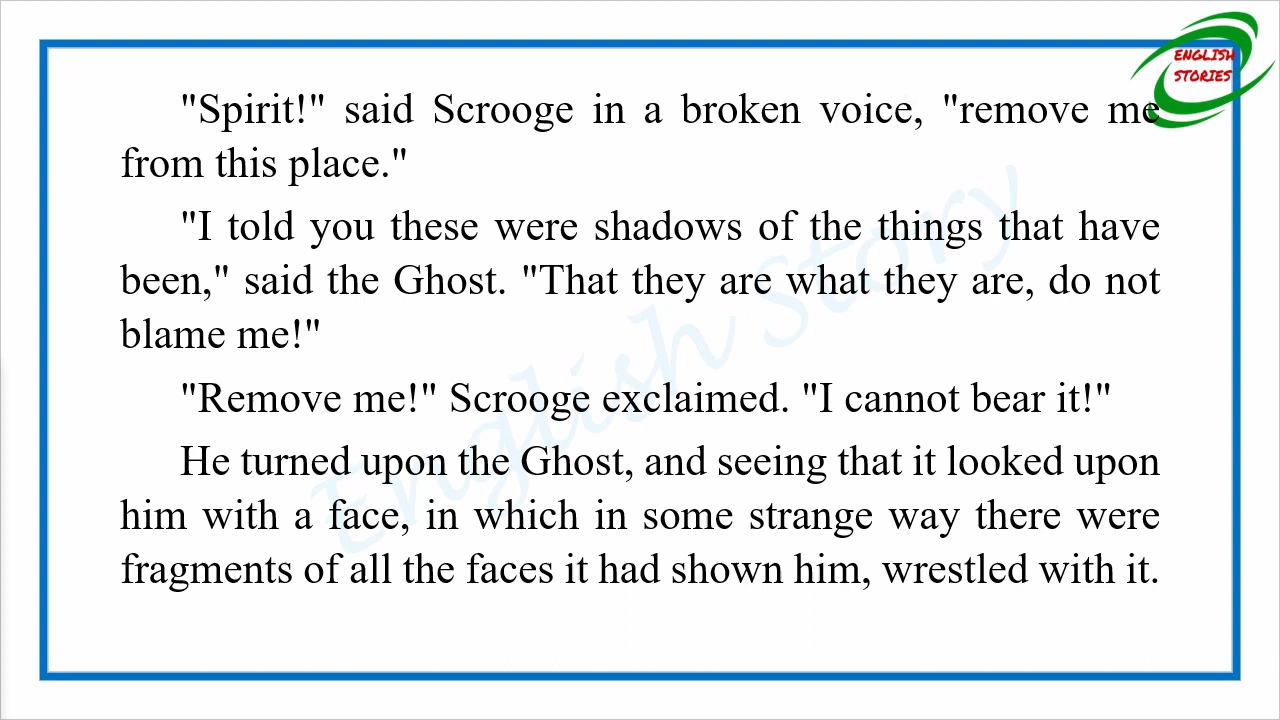 ENGLISH
STORIES
"Spirit!" said Scrooge in a broken voice, "remove me
from this place."
"I told you these were shadows of the things that have
been," said the Ghost. "That they are what they are, do not
blame me!"
"Remove me!" Scrooge exclaimed. "I cannot bear it!"
He turned upon the Ghost, and seeing that it looked upon
him with a face, in which in some strange way there were
fragments of all the faces it had shown him, wrestled with it.
English Story